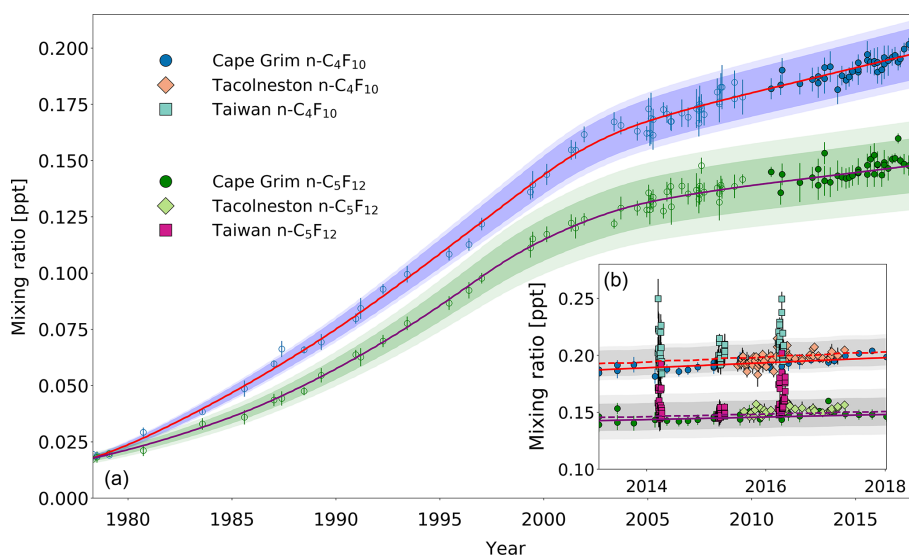 0.200
0.175
0.150
0.125
0.100
0.075
0.050
0.025
0.000
Mixing ratio [ppt]
Cape Grim n-C₄F₁₀
Tacolneston n-C₄F₁₀
Taiwan n-C₄F₁₀
Cape Grim n-C₅F₁₂
Tacolneston n-C₅F₁₂
Taiwan n-C₅F₁₂
(a)
(b)
Mixing ratio [ppt]
0.25
0.20
0.15
0.10
2014 2016 2018
1980 1985 1990 1995 2000 2005 2010 2015
Year